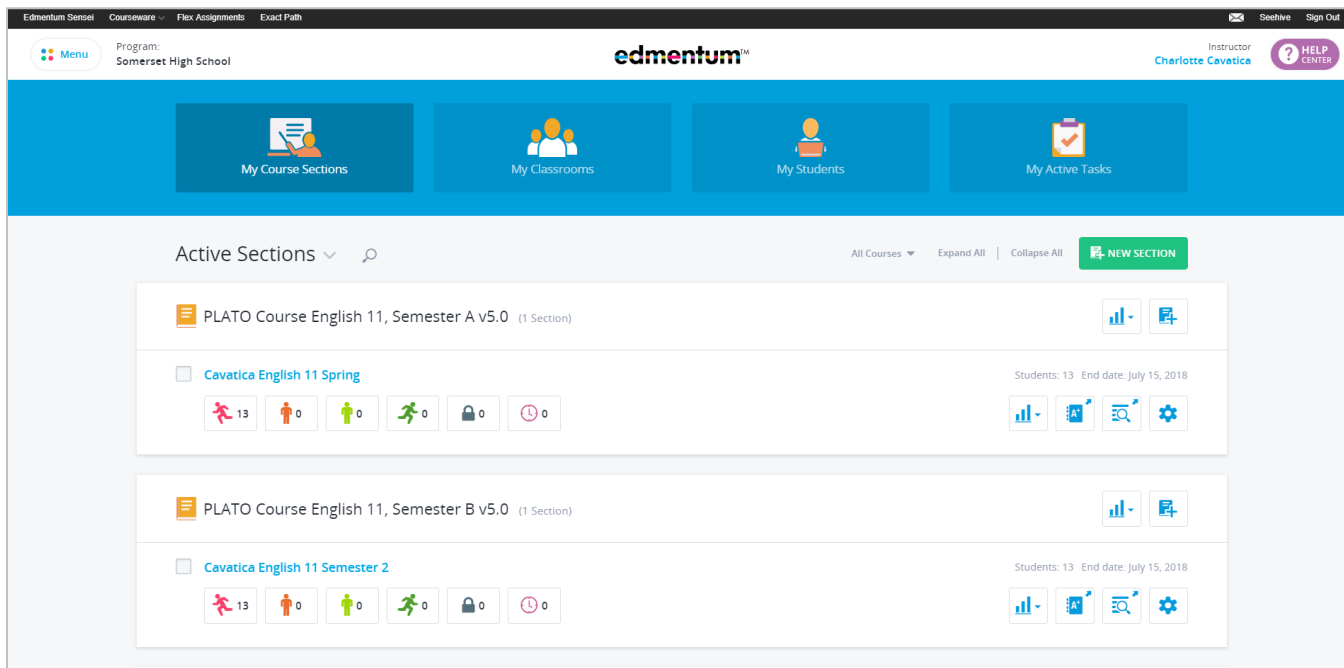 Edmentum Sensei Courseware Flex Assignments Exact Path Seehive Sign Out
Menu
Program:
Somerset High School
edmentum™
Instructor
Charlotte Cavatica
? HELP
CENTER
My Course Sections My Classrooms My Students My Active Tasks
Active Sections All Courses Expand All | Collapse All NEW SECTION
PLATO Course English 11, Semester A v5.0 (1 Section)
Cavatica English 11 Spring Students: 13 End date: July 15, 2018
13 0 0 0 0 0 A+
PLATO Course English 11, Semester B v5.0 (1 Section)
Cavatica English 11 Semester 2 Students: 13 End date: July 15, 2018
13 0 0 0 0 0 A+